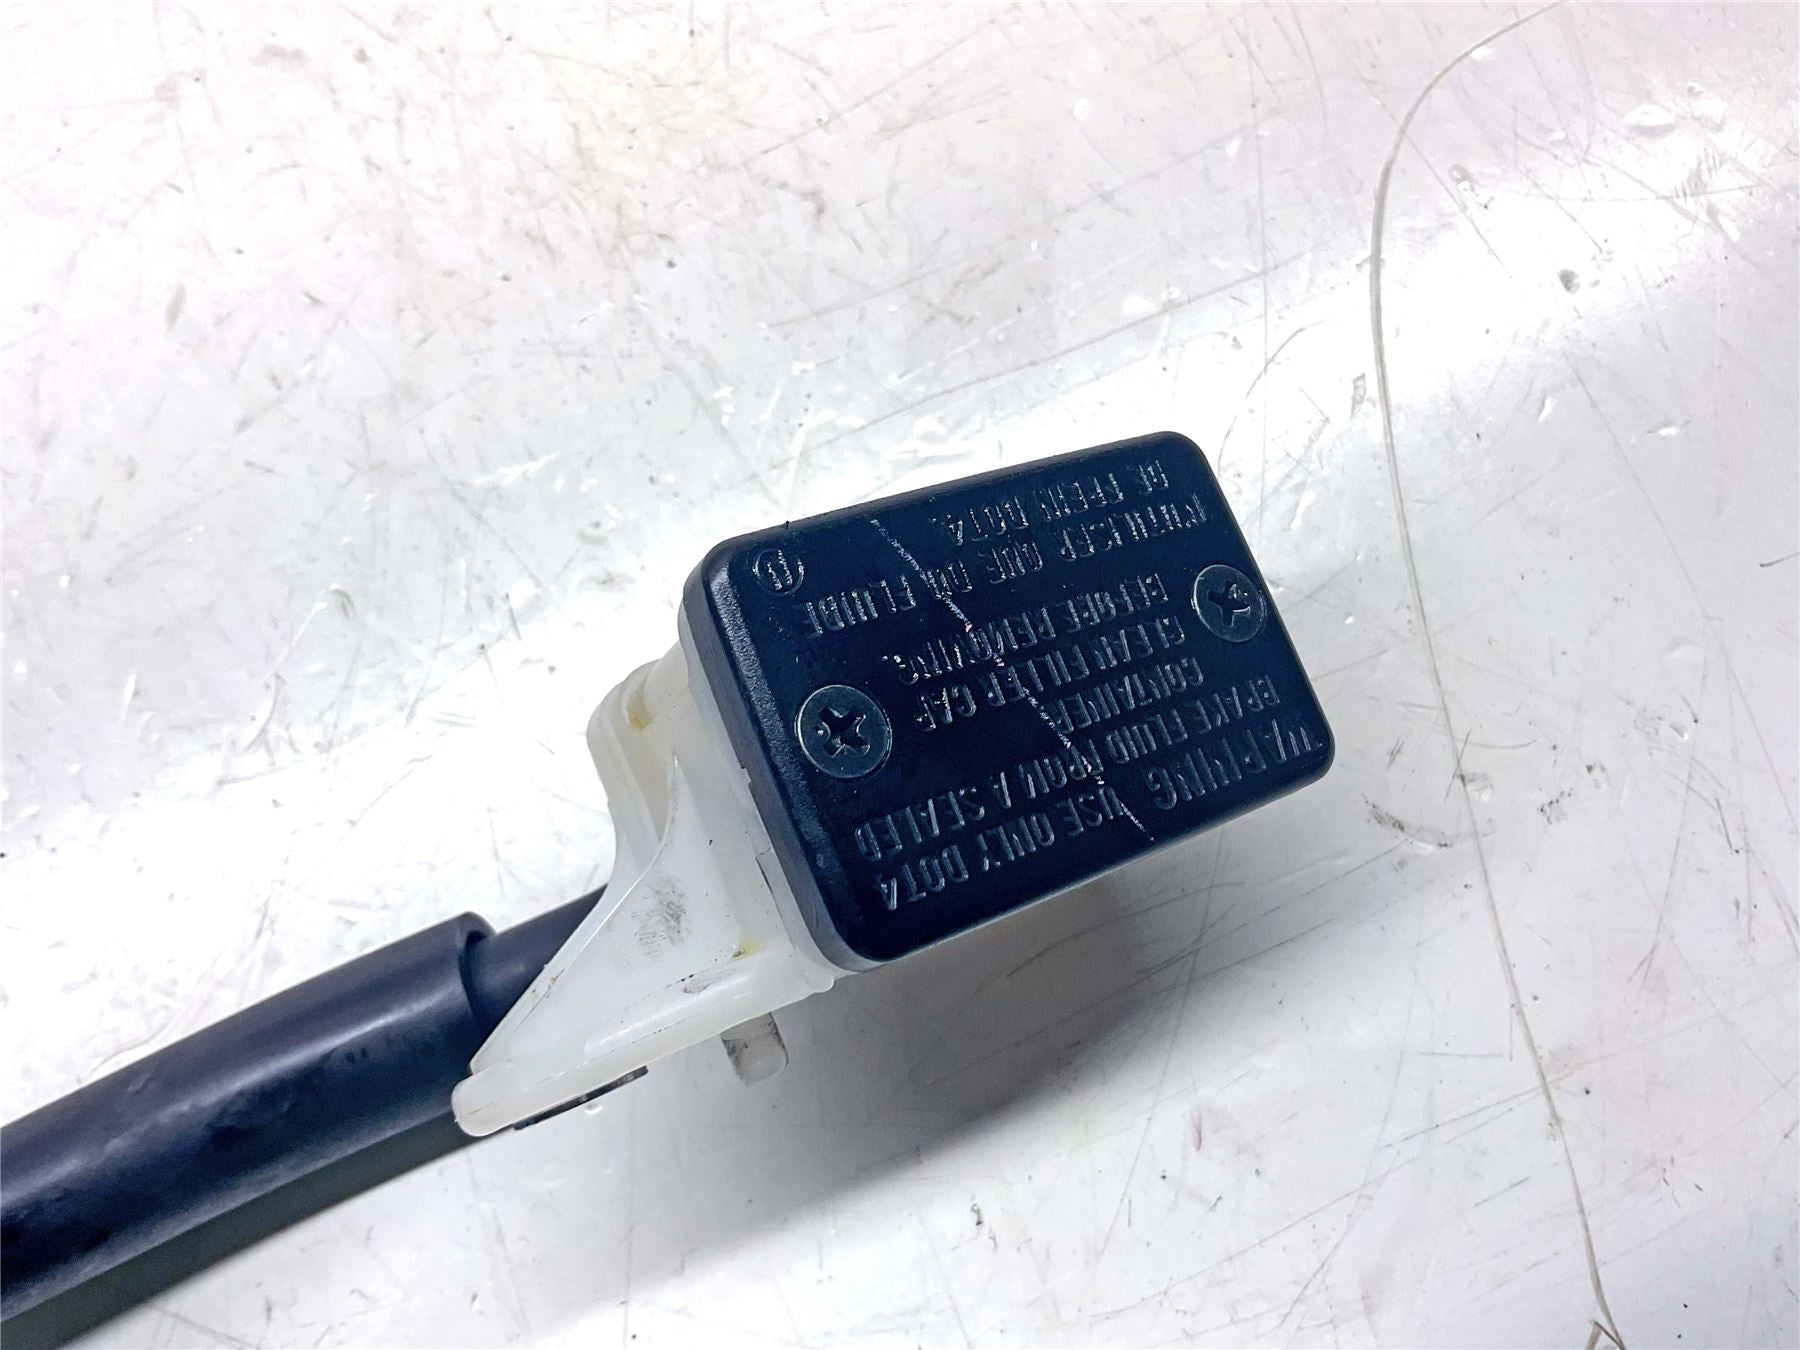 WARNING USE ONLY DOT4
BRAKE FLUID FROM A SEALED
CONTAINER
CLEAN FILLER CAP
BEFORE REMOVING.
N'UTILISER QUE DU FLUIDE
DE FREIN DOT4.